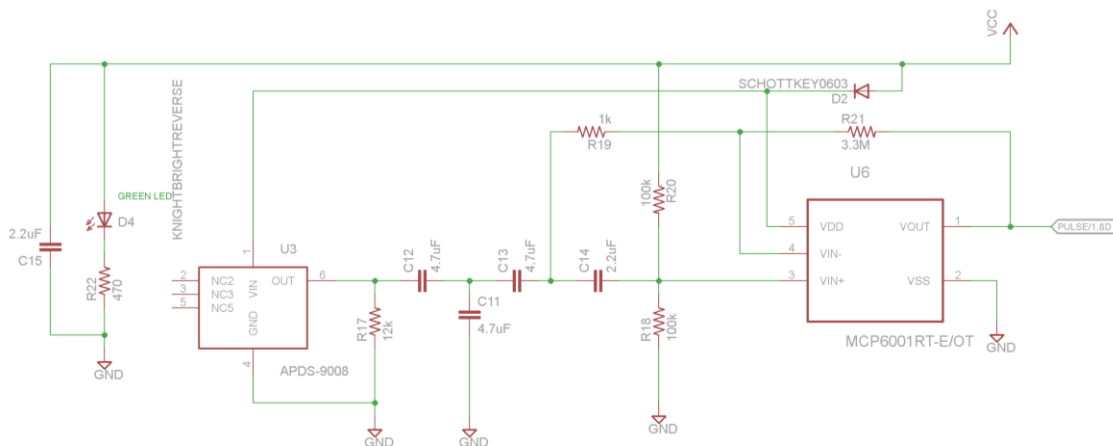 VCC
SCHOTTKEY0603
D2
1k
R19
R21
3.3M
U6
KNIGHTBRIGHTREVERSE
GREEN LED
D4
2.2uF
C15
R22
470
GND
U3
1
2
3
5
NC2
NC3
NC5
VIN
GND
OUT
6
4
APDS-9008
R17
12k
GND
C12
4.7uF
C11
4.7uF
GND
C13
4.7uF
C14
2.2uF
100k
R20
R18
100k
GND
5
4
3
VDD
VIN-
VIN+
VOUT
VSS
1
2
MCP6001RT-E/OT
GND
PULSE/1.8D